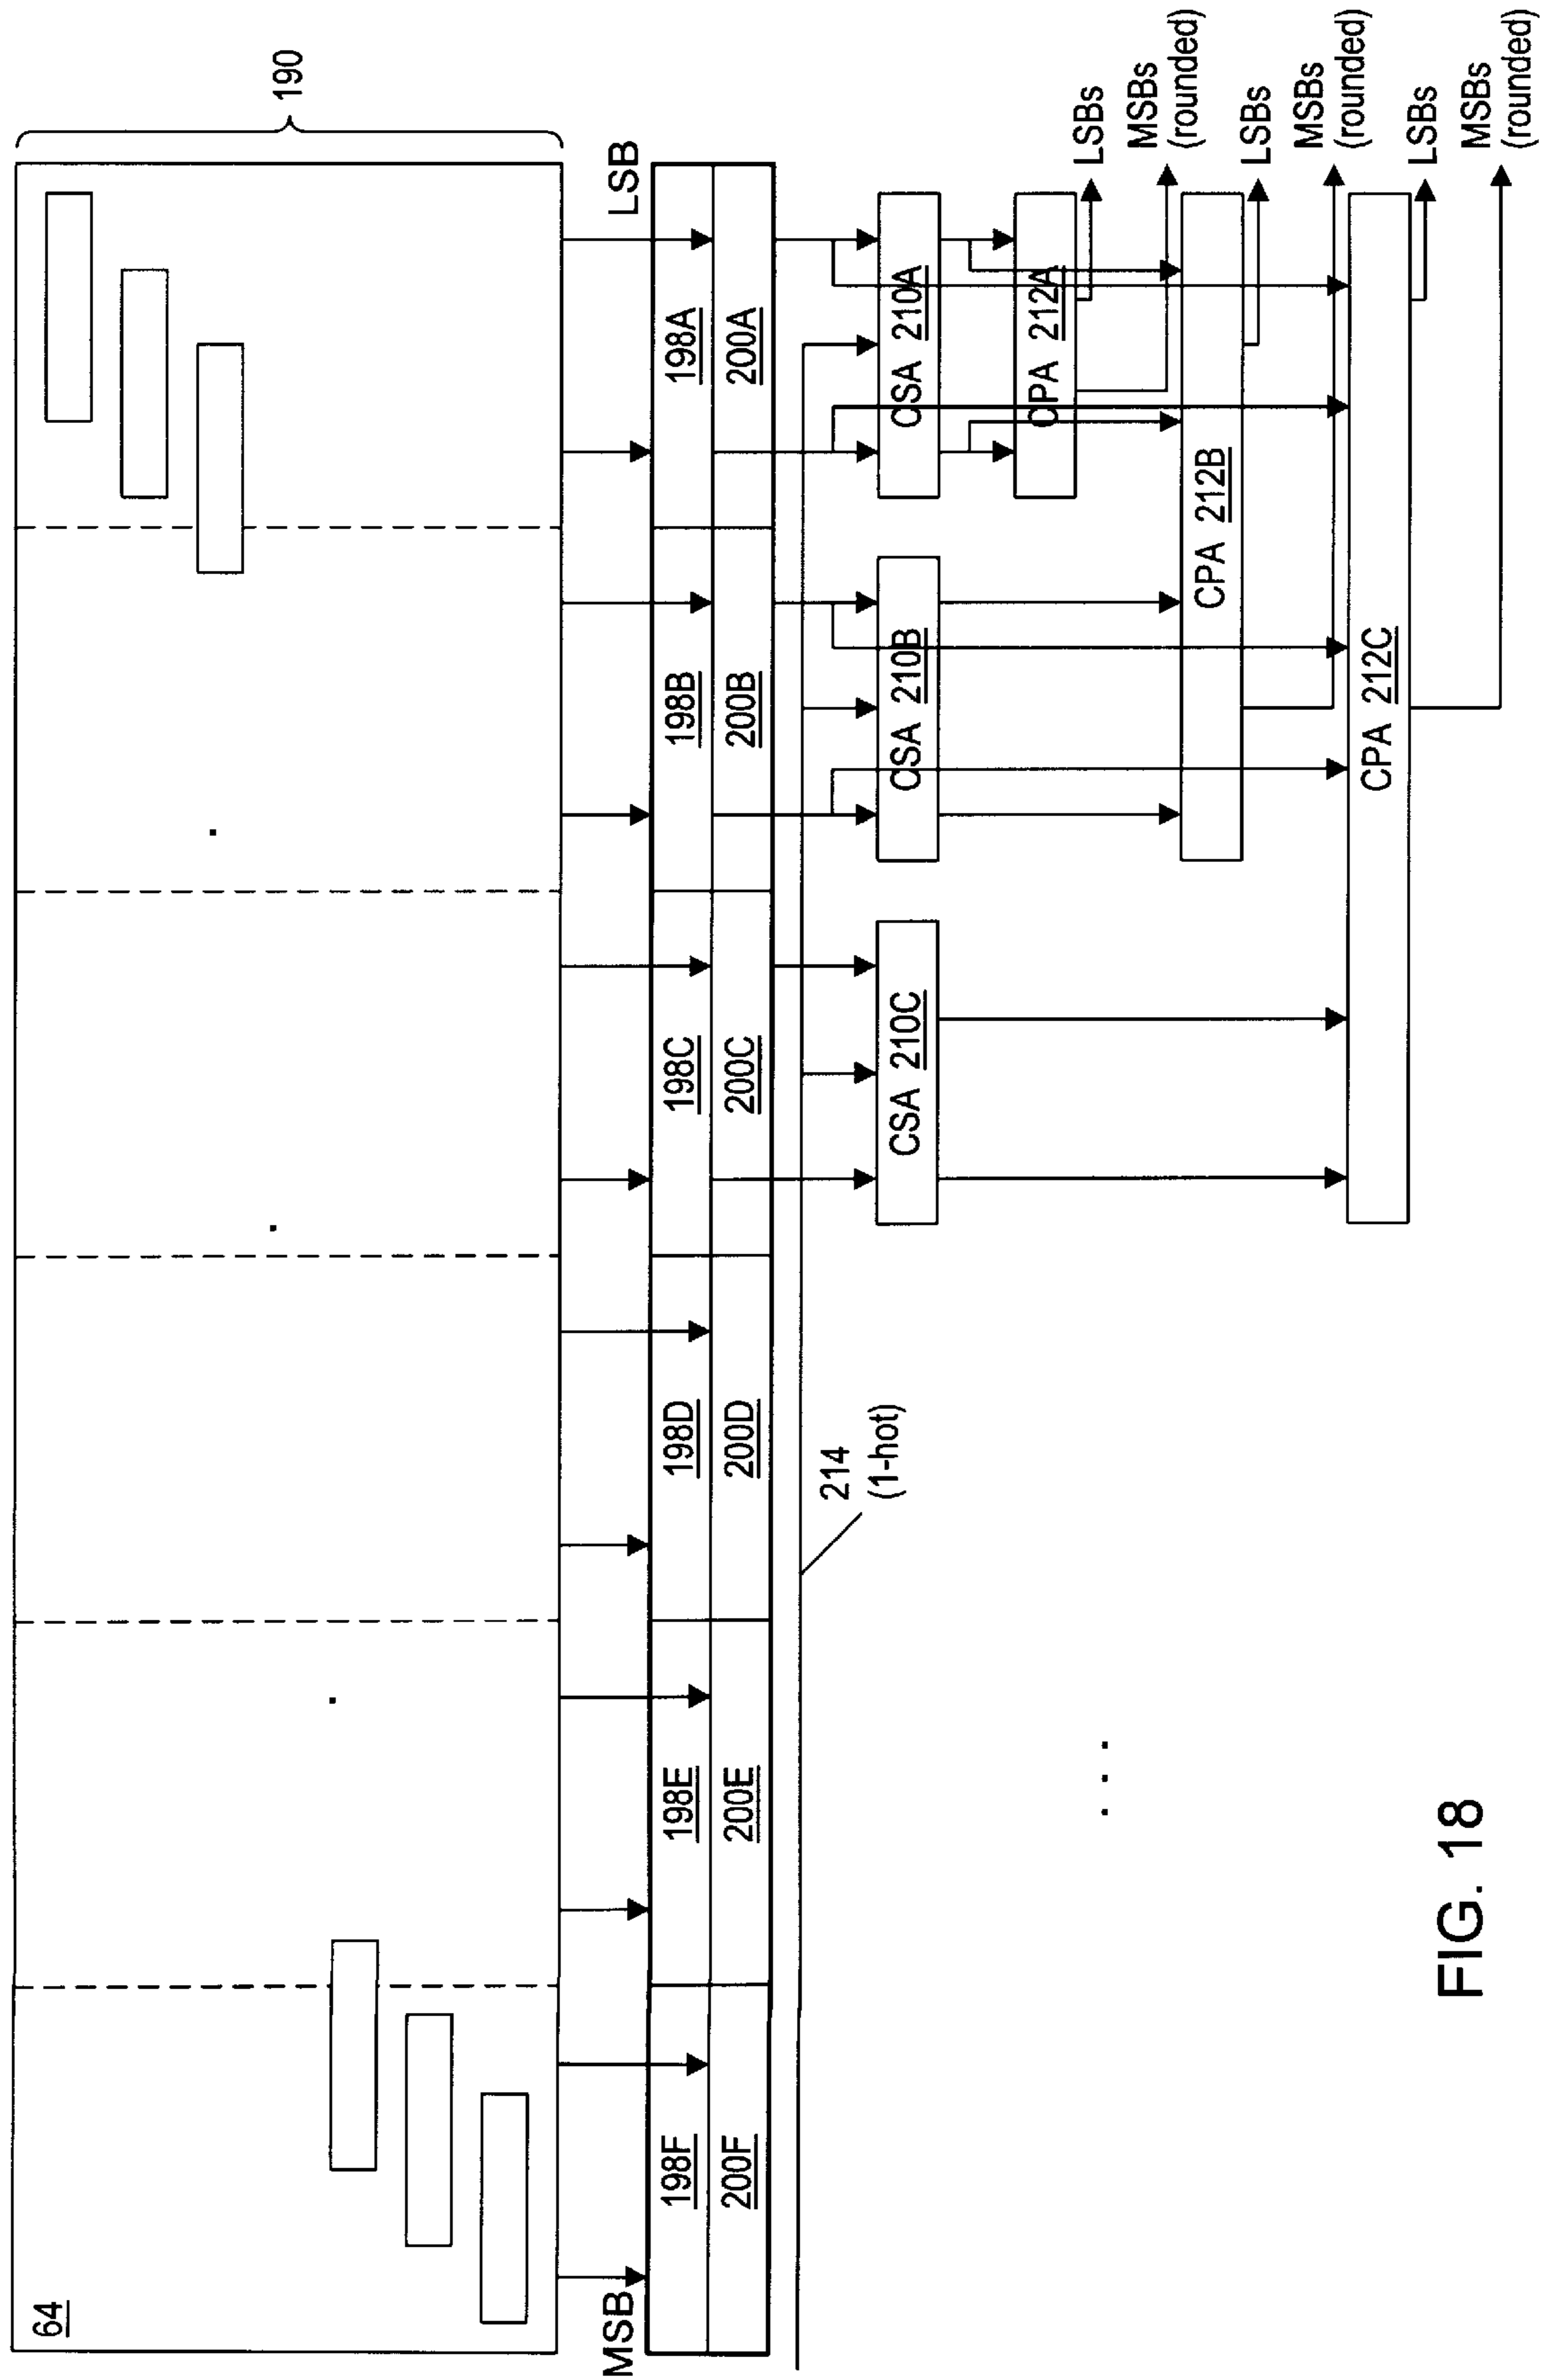 64
190
MSB
LSB
198F
198E
198D
198C
198B
198A
200F
200E
200D
200C
200B
200A
214
(1-hot)
CSA 210C
CSA 210B
CSA 210A
CPA 212A
LSBs
MSBs
(rounded)
CPA 212B
LSBs
MSBs
(rounded)
CPA 212C
LSBs
MSBs
(rounded)
. . .
FIG. 18